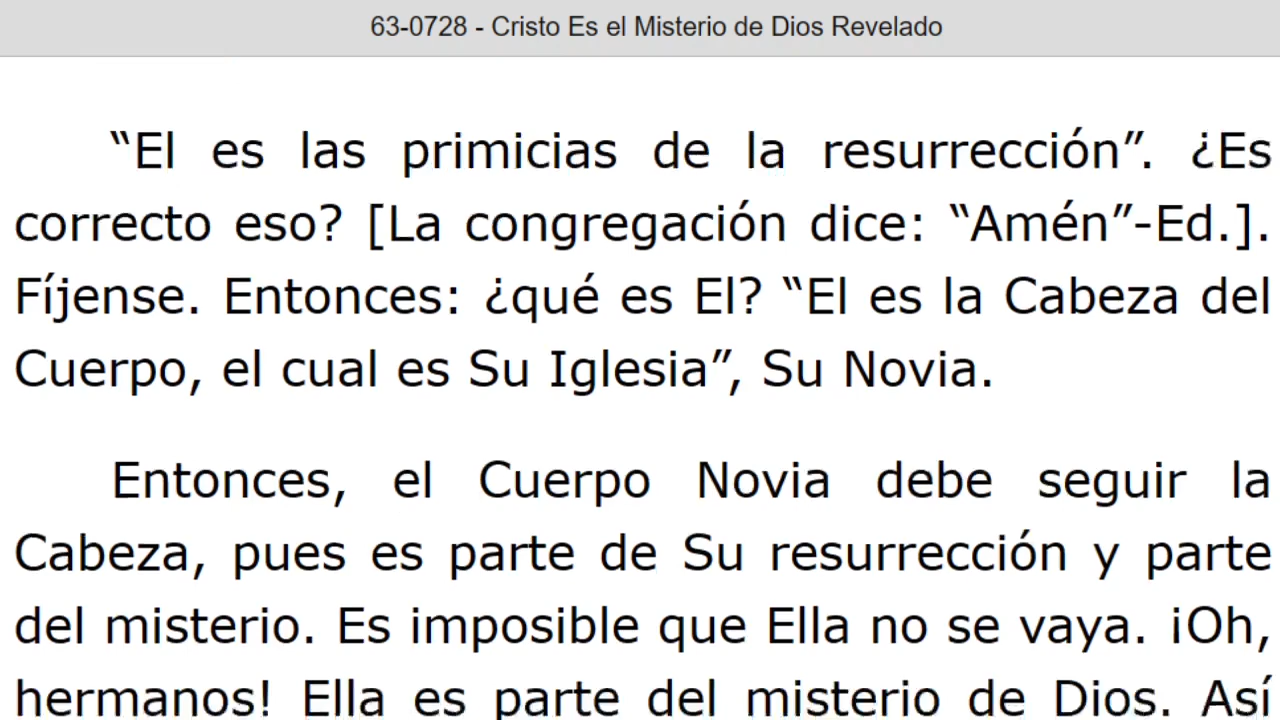 63-0728 - Cristo Es el Misterio de Dios Revelado
“El es las primicias de la resurrección”. ¿Es
correcto eso? [La congregación dice: “Amén”-Ed.].
Fíjense. Entonces: ¿qué es El? “El es la Cabeza del
Cuerpo, el cual es Su Iglesia”, Su Novia.
Entonces, el Cuerpo Novia debe seguir la
Cabeza, pues es parte de Su resurrección y parte
del misterio. Es imposible que Ella no se vaya. ¡Oh,
hermanos! Ella es parte del misterio de Dios. Así